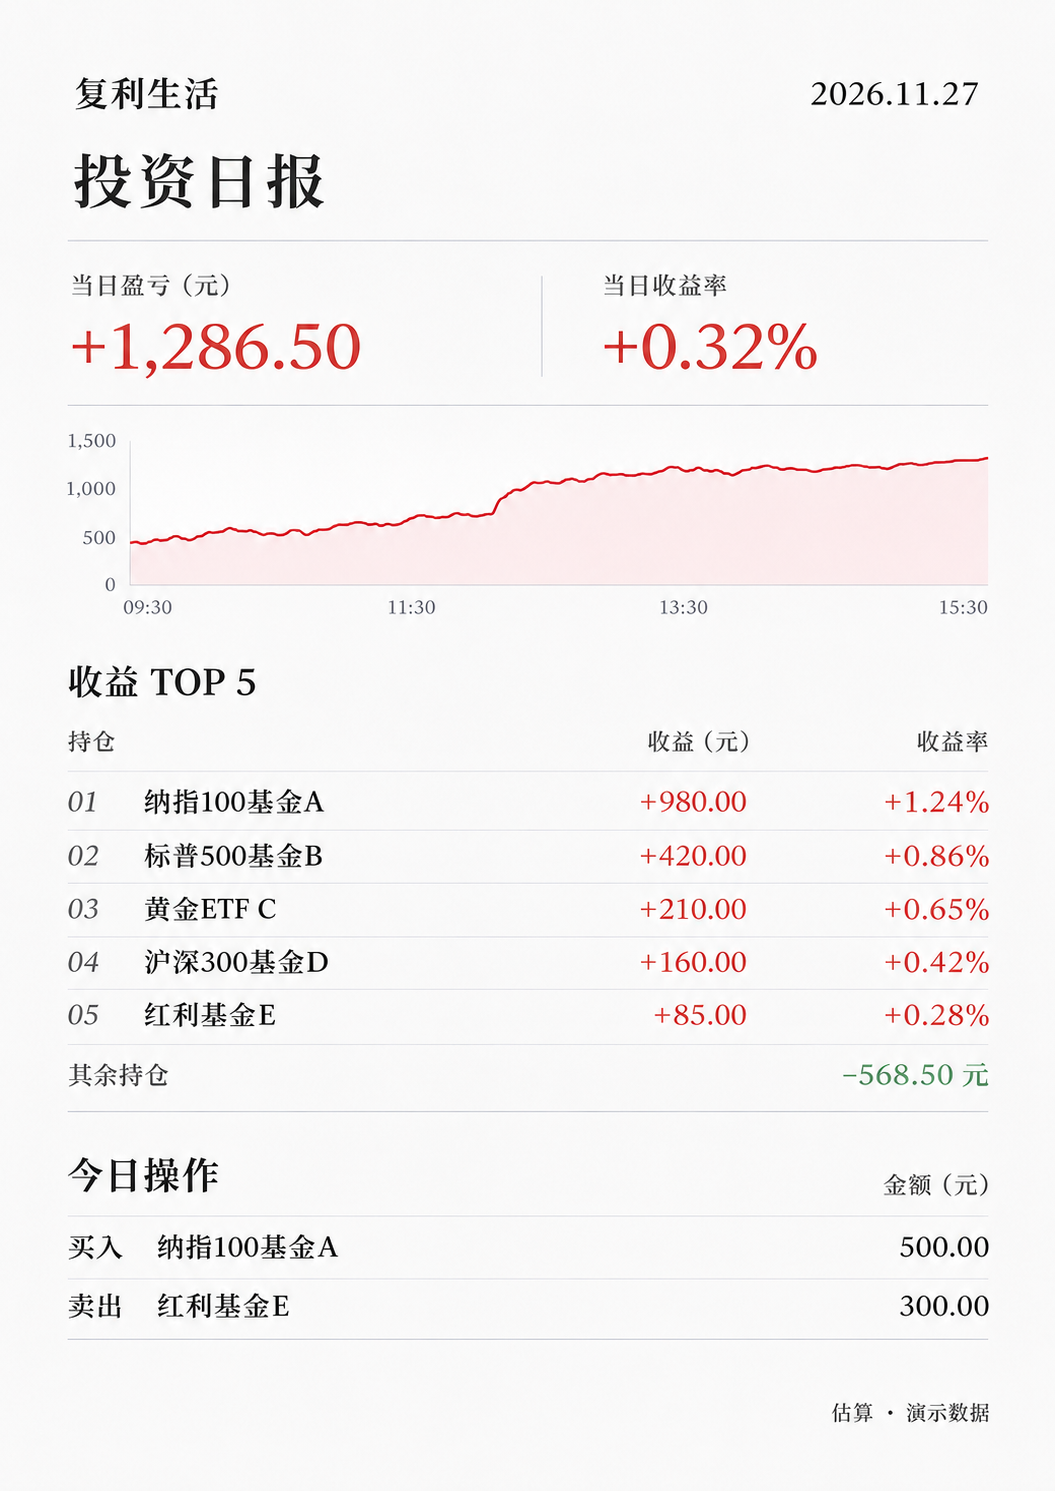 复利生活 2026.11.27
投资日报
当日盈亏（元） 当日收益率
+1,286.50 +0.32%
1,500
1,000
500
0
09:30 11:30 13:30 15:30
收益 TOP 5
持仓 收益（元） 收益率
01 纳指100基金A +980.00 +1.24%
02 标普500基金B +420.00 +0.86%
03 黄金ETF C +210.00 +0.65%
04 沪深300基金D +160.00 +0.42%
05 红利基金E +85.00 +0.28%
其余持仓 −568.50 元
今日操作 金额（元）
买入 纳指100基金A 500.00
卖出 红利基金E 300.00
估算 · 演示数据